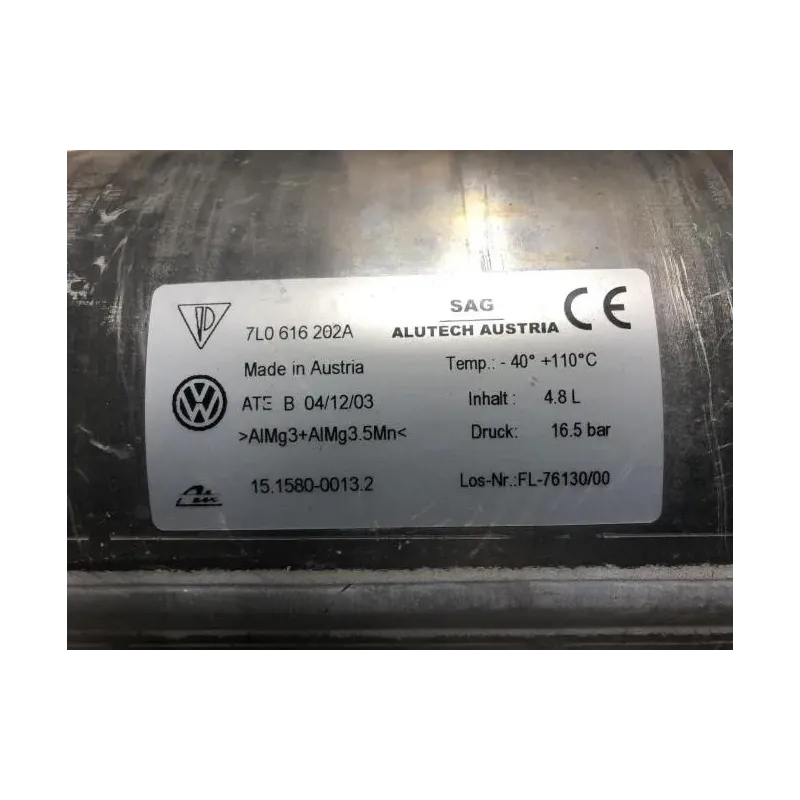 SAG
ALUTECH AUSTRIA
CE
7L0 616 202A
Made in Austria
Temp.: - 40° +110°C
ATE B 04/12/03
Inhalt : 4.8 L
>AlMg3+AlMg3.5Mn<
Druck: 16.5 bar
15.1580-0013.2
Los-Nr.:FL-76130/00